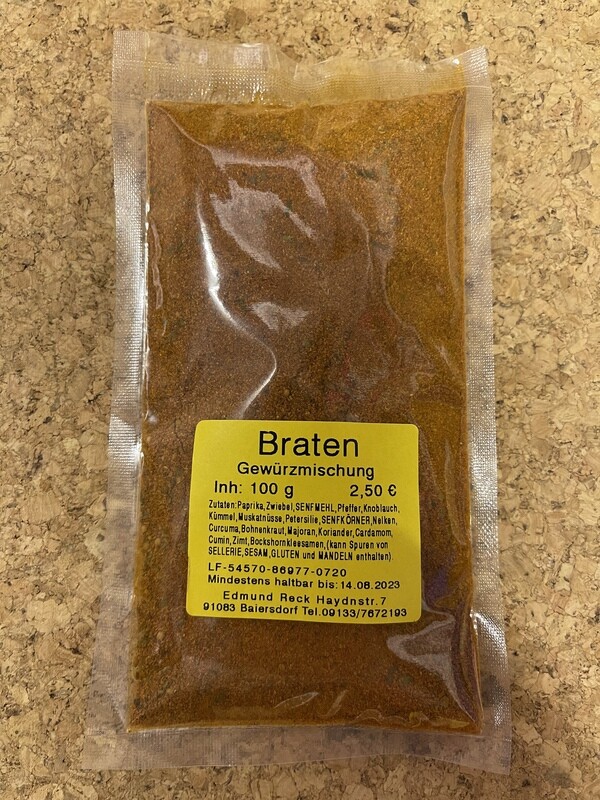 Braten
Gewürzmischung
Inh: 100 g 2,50 €
Zutaten:Paprika,Zwiebel,SENFMEHL,Pfeffer,Knoblauch,
Kümmel,Muskatnüsse,Petersilie,SENFKÖRNER,Nelken,
Curcuma,Bohnenkraut,Majoran,Koriander,Cardamom,
Cumin,Zimt,Bockshornkleesamen,(kann Spuren von
SELLERIE,SESAM,GLUTEN und MANDELN enthalten).
LF-54570-86977-0720
Mindestens haltbar bis:14.08.2023
Edmund Reck Haydnstr.7
91083 Baiersdorf Tel.09133/7672193